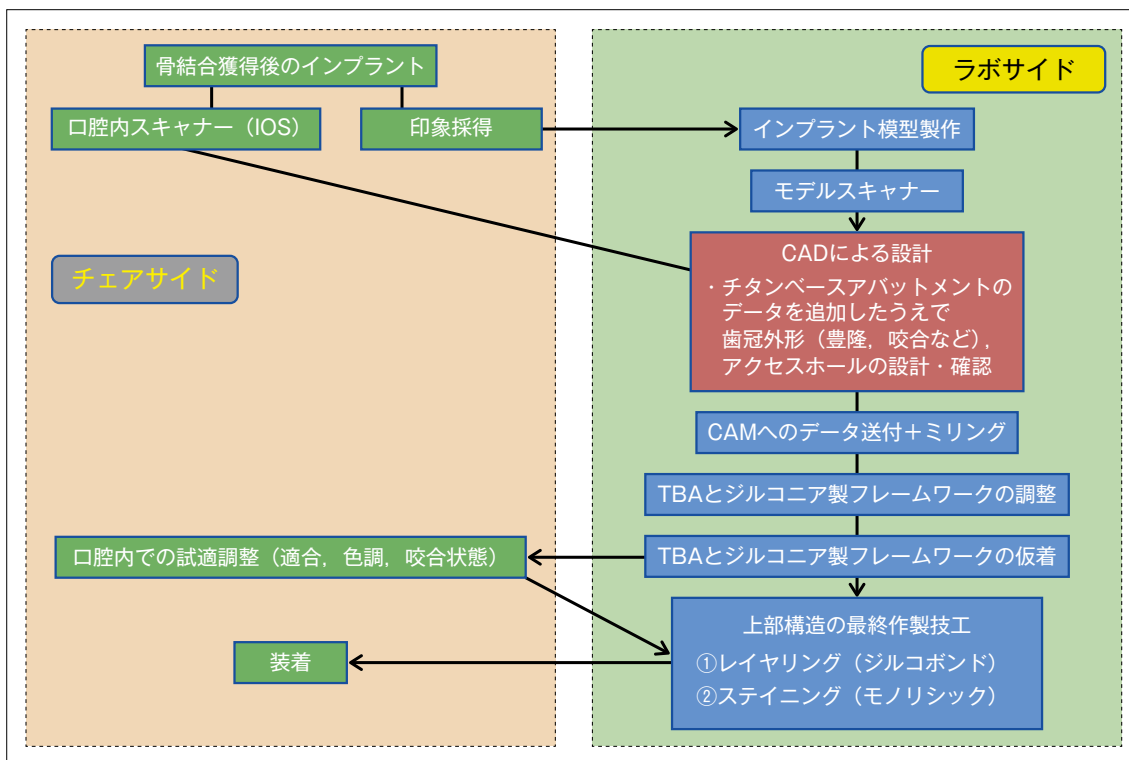 骨結合獲得後のインプラント
ラボサイド
口腔内スキャナー（IOS）
印象採得
インプラント模型製作
モデルスキャナー
チェアサイド
CADによる設計
・チタンベースアバットメントの
データを追加したうえで
歯冠外形（豊隆，咬合など），
アクセスホールの設計・確認
CAMへのデータ送付＋ミリング
TBAとジルコニア製フレームワークの調整
口腔内での試適調整（適合，色調，咬合状態）
TBAとジルコニア製フレームワークの仮着
上部構造の最終作製技工
①レイヤリング（ジルコボンド）
②ステイニング（モノリシック）
装着